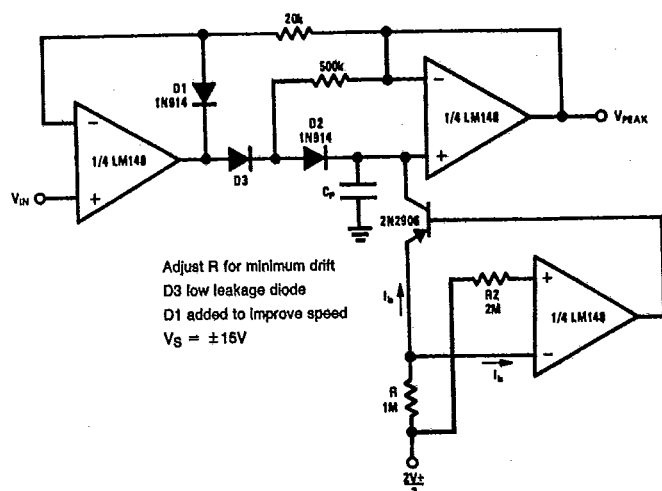 20k
500k
D1
1N914
D2
1N914
1/4 LM148
-
+
VIN
D3
CP
-
+
1/4 LM148
VPEAK
2N2906
Adjust R for minimum drift
D3 low leakage diode
D1 added to improve speed
VS = ±15V
Ib
R2
2M
+
-
1/4 LM148
Ib
R
1M
2V+